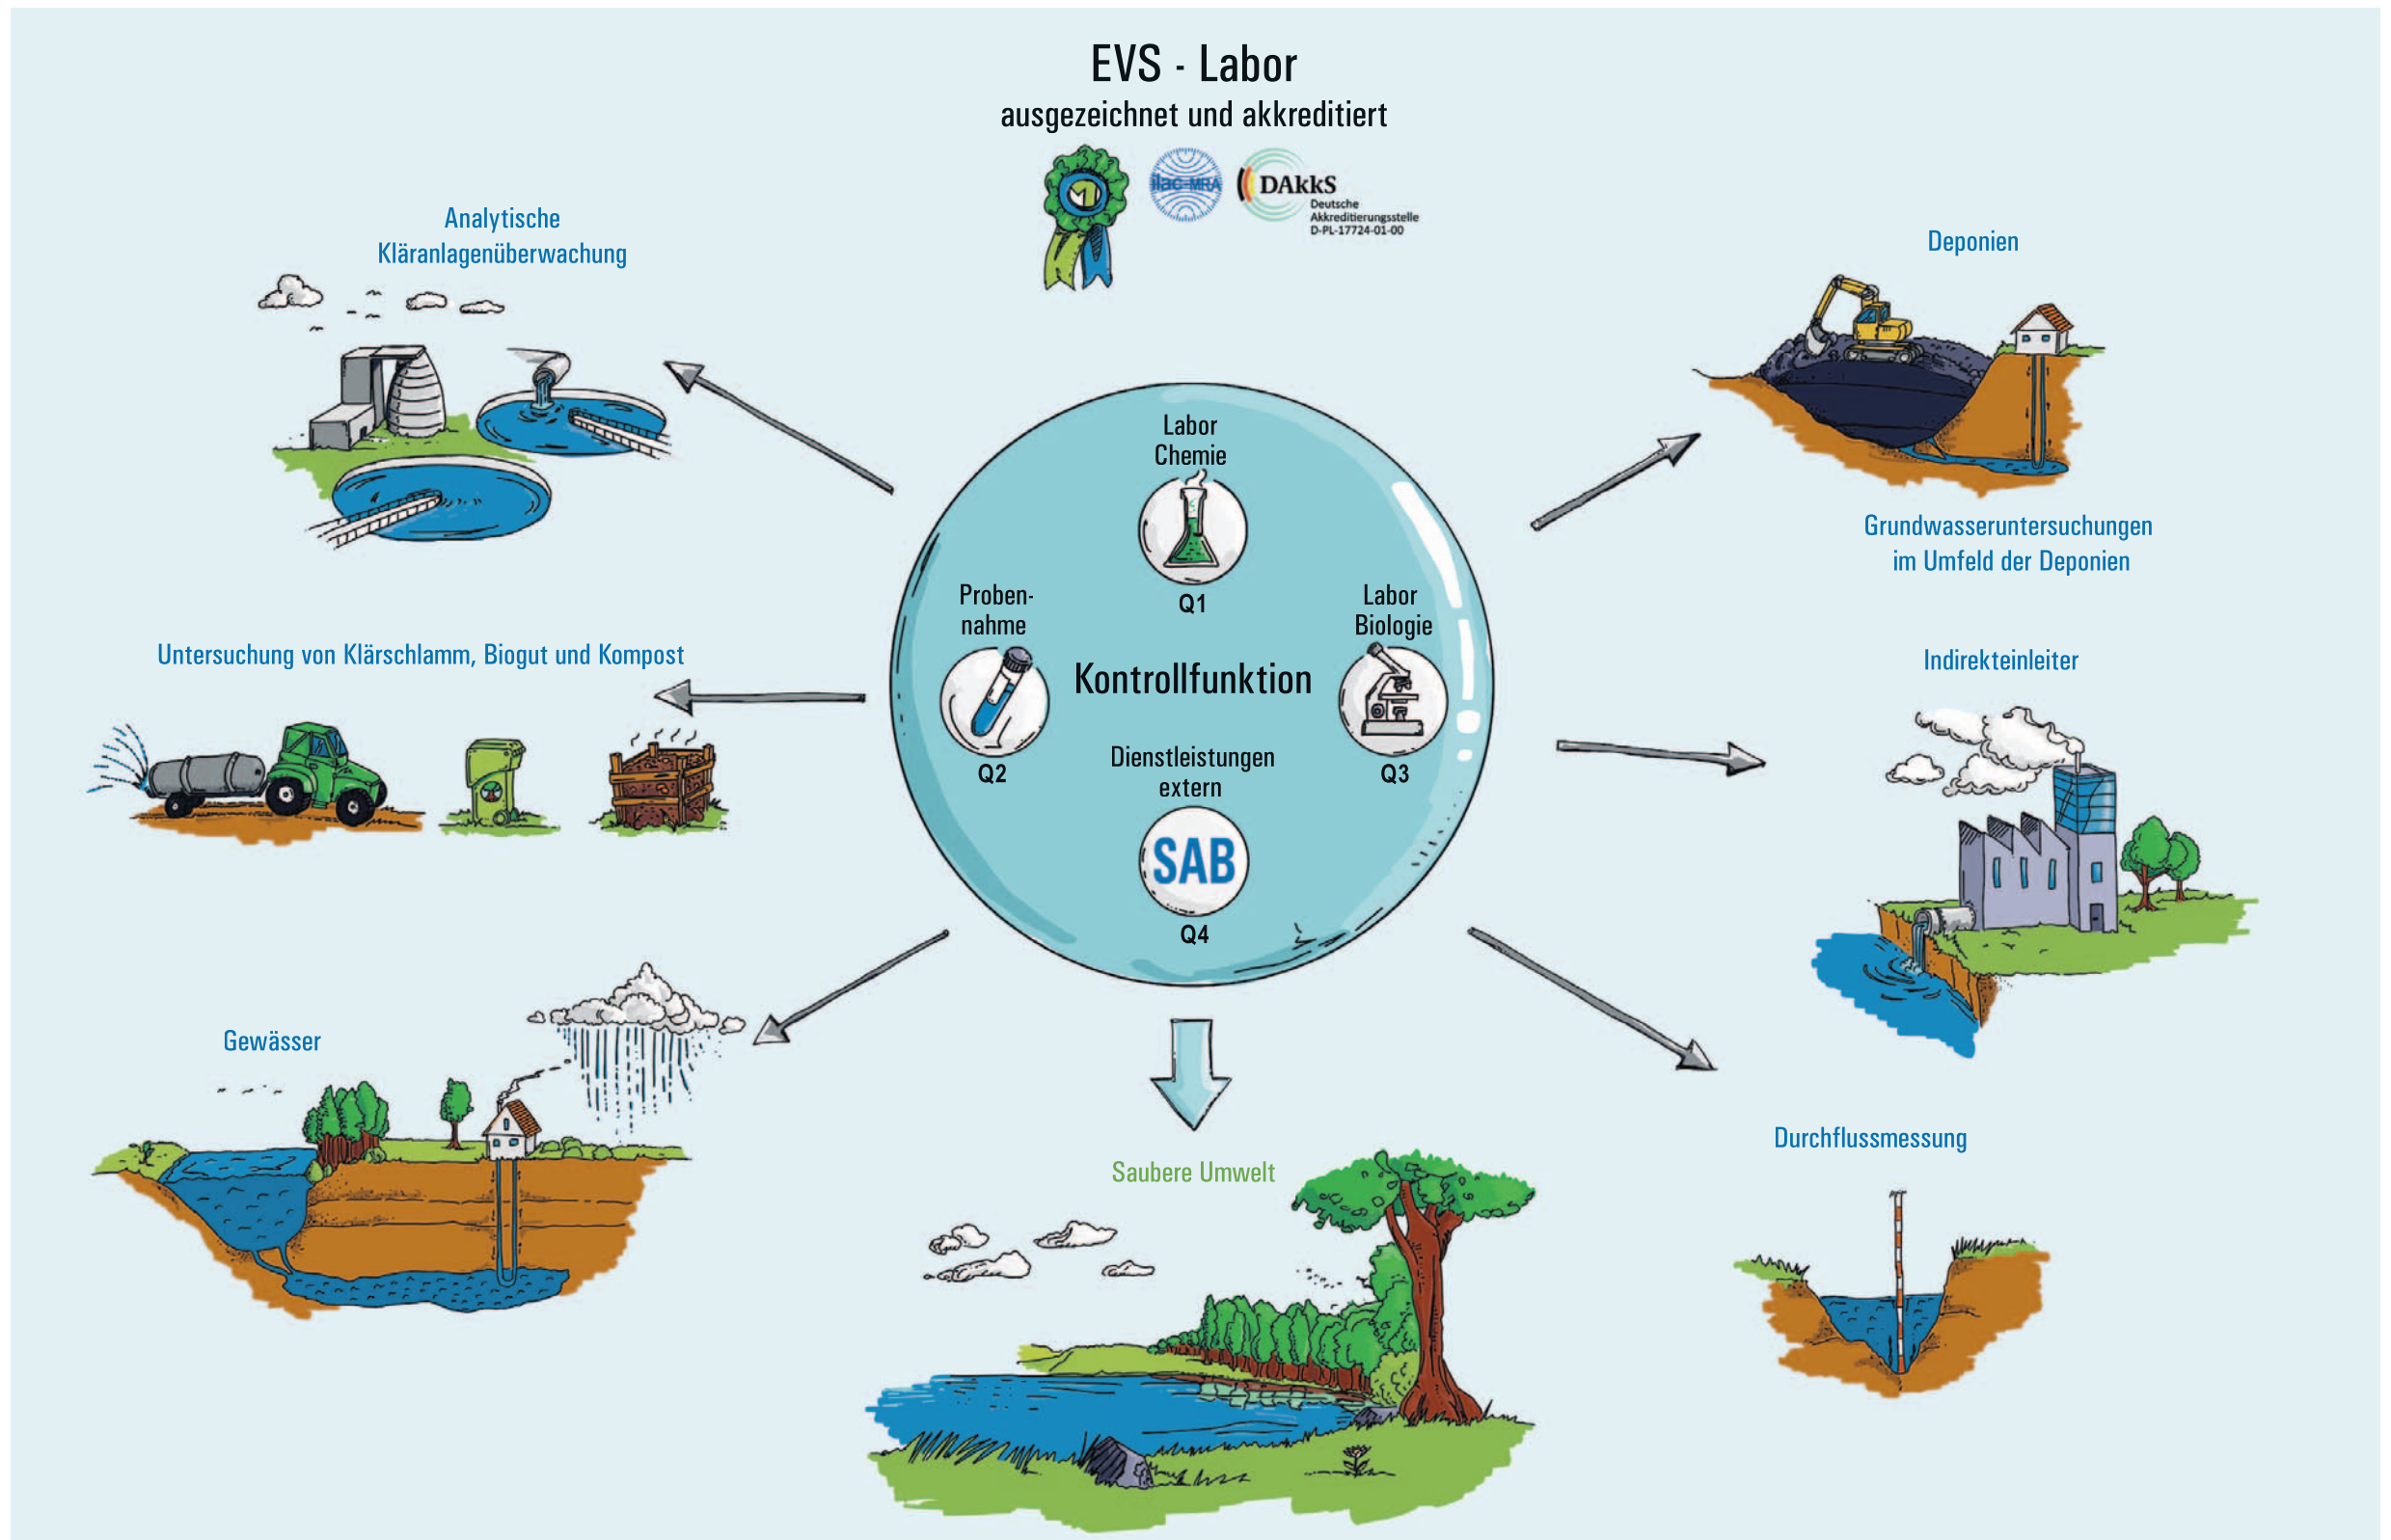 EVS - Labor
ausgezeichnet und akkreditiert
ilac-MRA
DAkkS
Deutsche
Akkreditierungsstelle
D-PL-17724-01-00
Analytische
Kläranlagenüberwachung
Deponien
Grundwasseruntersuchungen
im Umfeld der Deponien
Labor
Chemie
Q1
Proben-
nahme
Q2
Kontrollfunktion
Labor
Biologie
Q3
Dienstleistungen
extern
SAB
Q4
Untersuchung von Klärschlamm, Biogut und Kompost
Indirekteinleiter
Gewässer
Durchflussmessung
Saubere Umwelt